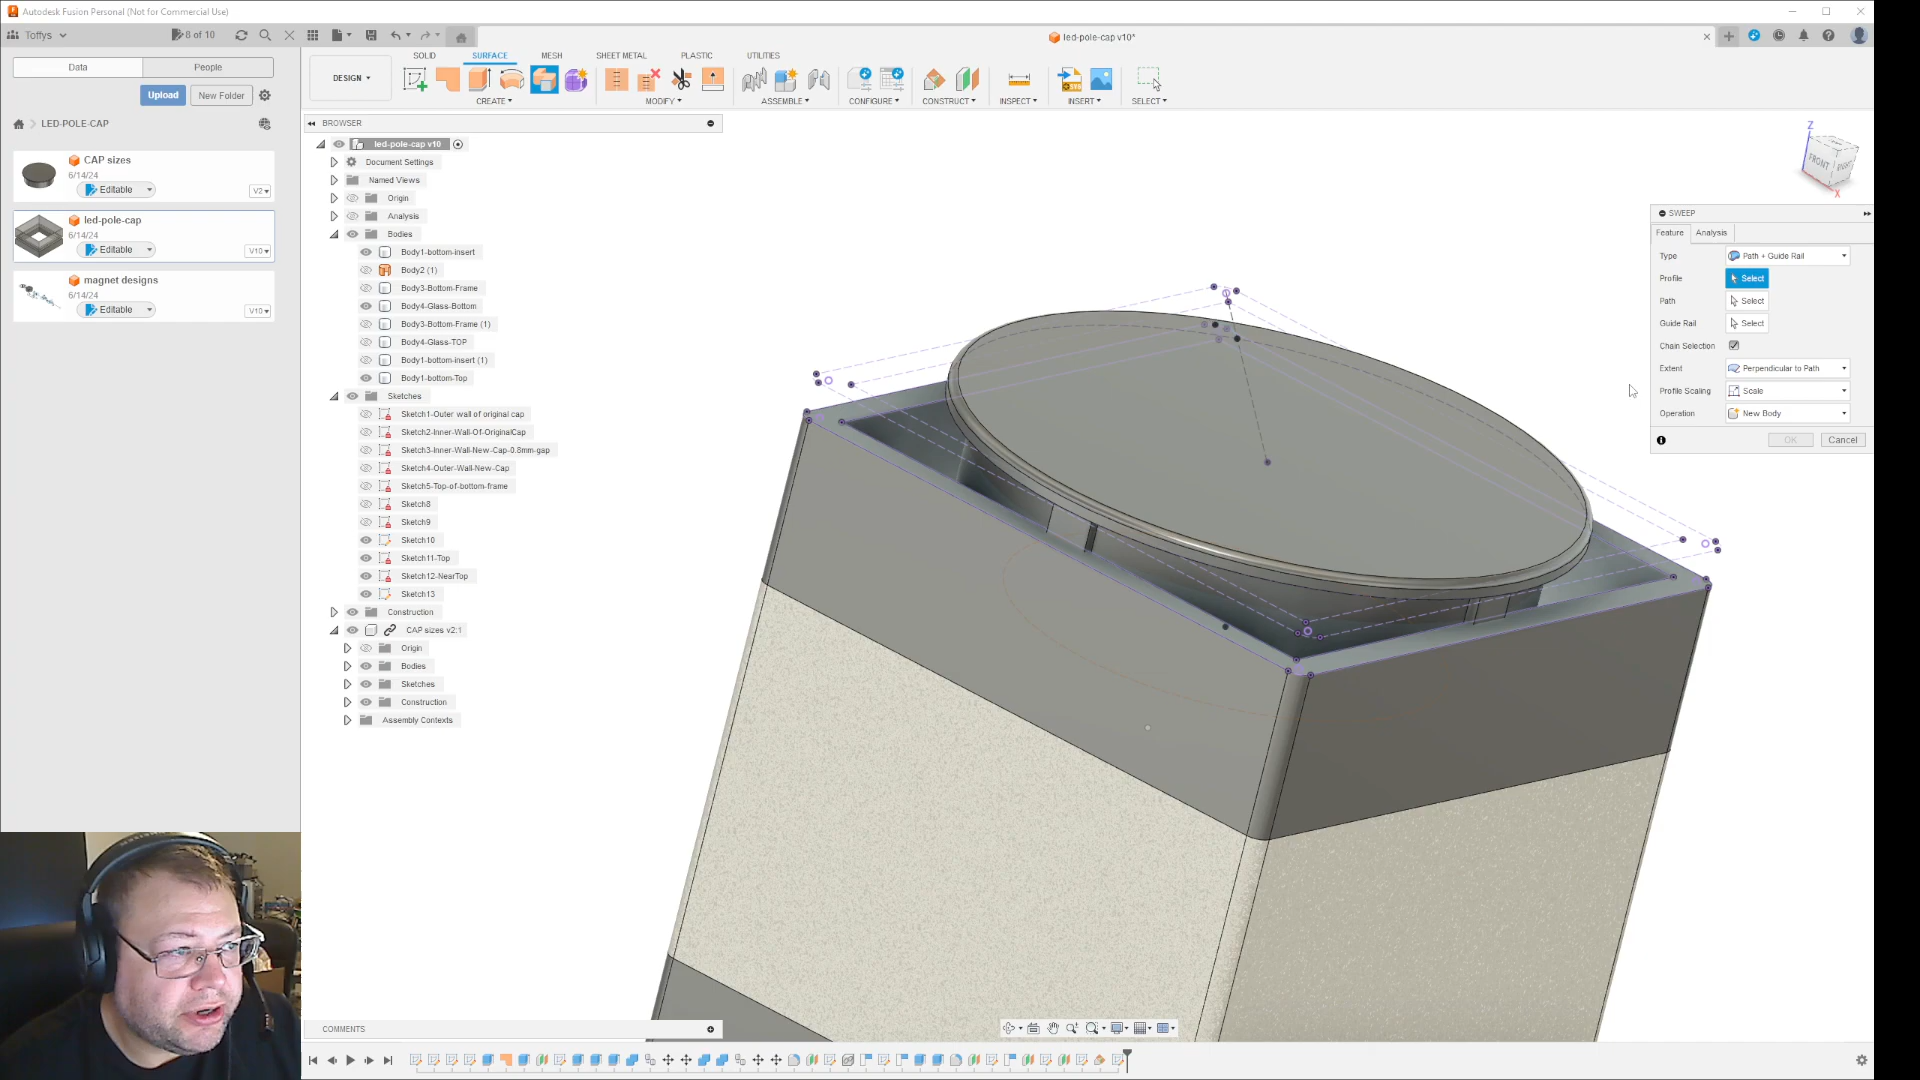 Autodesk Fusion Personal (Not for Commercial Use)
Toffys
8 of 10
led-pole-cap v10*
Data
People
Upload
New Folder
LED-POLE-CAP
CAP sizes
6/14/24
Editable
V2
led-pole-cap
6/14/24
Editable
V10
magnet designs
6/14/24
Editable
V10
DESIGN
SOLID
SURFACE
MESH
SHEET METAL
PLASTIC
UTILITIES
CREATE
MODIFY
ASSEMBLE
CONFIGURE
CONSTRUCT
INSPECT
INSERT
SELECT
BROWSER
led-pole-cap v10
Document Settings
Named Views
Origin
Analysis
Bodies
Body1-bottom-insert
Body2 (1)
Body3-Bottom-Frame
Body4-Glass-Bottom
Body3-Bottom-Frame (1)
Body4-Glass-TOP
Body1-bottom-insert (1)
Body1-bottom-Top
Sketches
Sketch1-Outer wall of original cap
Sketch2-Inner-Wall-Of-OriginalCap
Sketch3-Inner-Wall-New-Cap-0.8mm-gap
Sketch4-Outer-Wall-New-Cap
Sketch5-Top-of-bottom-frame
Sketch8
Sketch9
Sketch10
Sketch11-Top
Sketch12-NearTop
Sketch13
Construction
CAP sizes v2:1
Origin
Bodies
Sketches
Construction
Assembly Contexts
Z
FRONT
RIGHT
X
SWEEP
Feature
Analysis
Type
Path + Guide Rail
Profile
Select
Path
Select
Guide Rail
Select
Chain Selection
Extent
Perpendicular to Path
Profile Scaling
Scale
Operation
New Body
OK
Cancel
COMMENTS